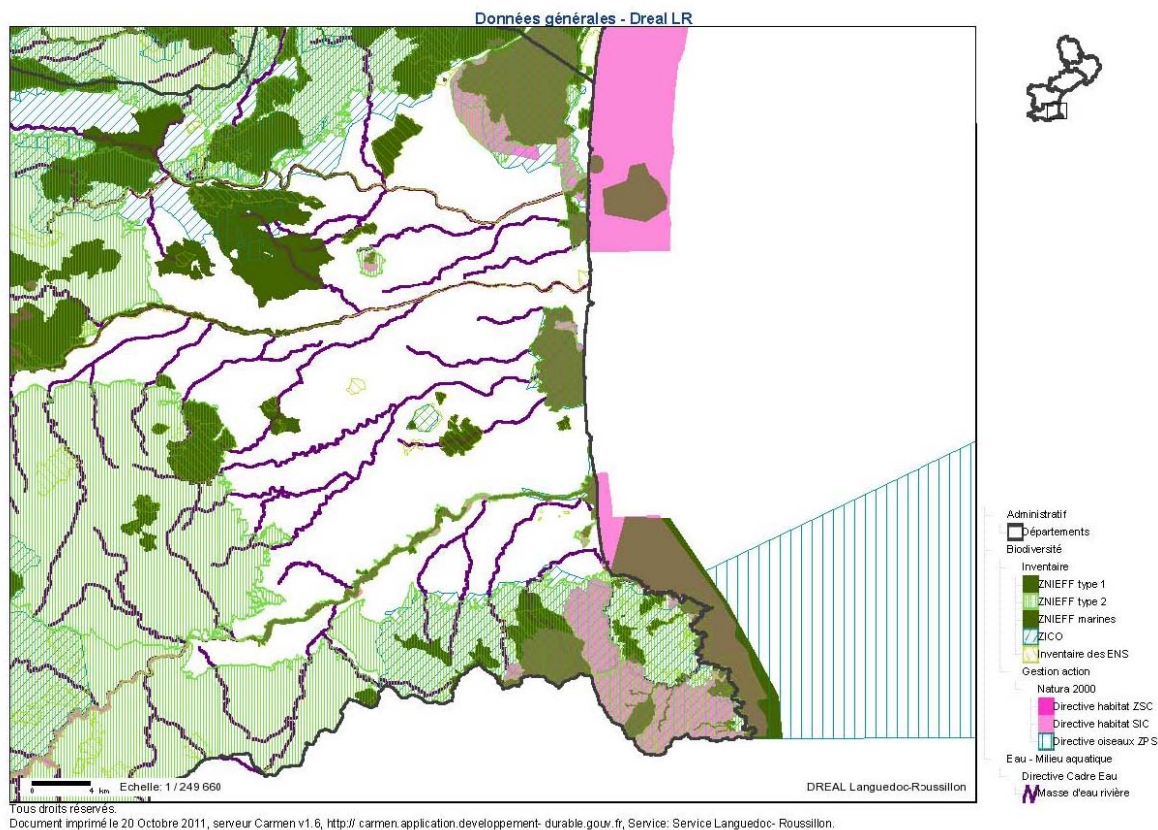 Données générales - Dreal LR
Administratif
Départements
Biodiversité
Inventaire
ZNIEFF type 1
ZNIEFF type 2
ZNIEFF marines
ZICO
Inventaire des ENS
Gestion action
Natura 2000
Directive habitat ZSC
Directive habitat SIC
Directive oiseaux ZPS
Eau - Milieu aquatique
Directive Cadre Eau
Masse d'eau rivière
0 4 km Echelle: 1 / 249 660
DREAL Languedoc-Roussillon
Tous droits réservés.
Document imprimé le 20 Octobre 2011, serveur Carmen v1.6, http:// carmen.application.developpement- durable.gouv.fr, Service: Service Languedoc- Roussillon.